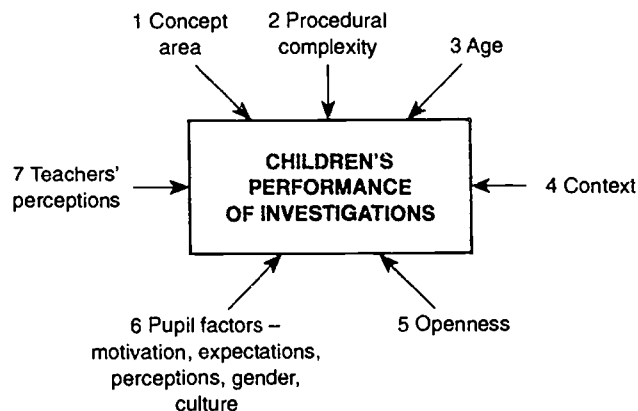 1 Concept
area
2 Procedural
complexity
3 Age
7 Teachers'
perceptions
CHILDREN'S
PERFORMANCE
OF INVESTIGATIONS
4 Context
6 Pupil factors –
motivation, expectations,
perceptions, gender,
culture
5 Openness